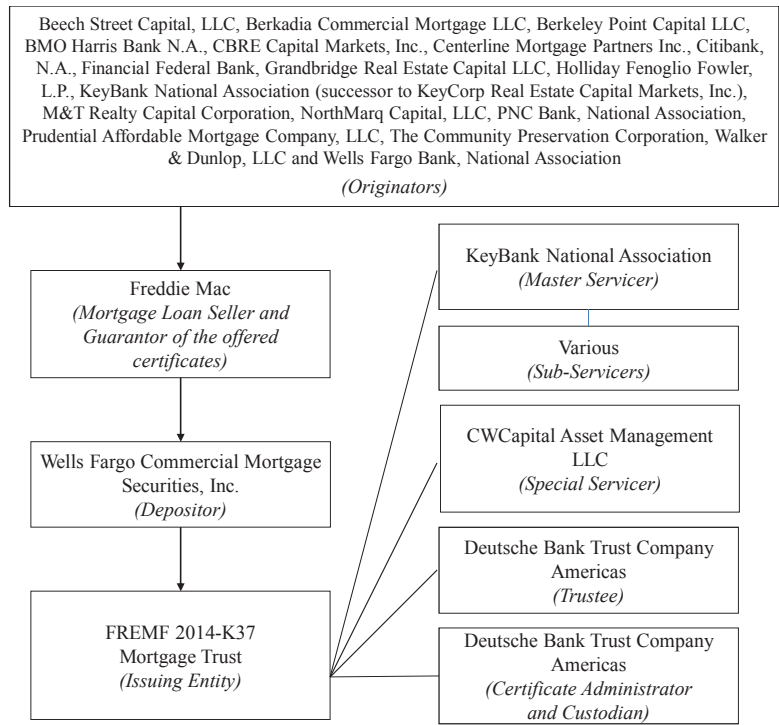 Beech Street Capital, LLC, Berkadia Commercial Mortgage LLC, Berkeley Point Capital LLC,
BMO Harris Bank N.A., CBRE Capital Markets, Inc., Centerline Mortgage Partners Inc., Citibank,
N.A., Financial Federal Bank, Grandbridge Real Estate Capital LLC, Holliday Fenoglio Fowler,
L.P., KeyBank National Association (successor to KeyCorp Real Estate Capital Markets, Inc.),
M&T Realty Capital Corporation, NorthMarq Capital, LLC, PNC Bank, National Association,
Prudential Affordable Mortgage Company, LLC, The Community Preservation Corporation, Walker
& Dunlop, LLC and Wells Fargo Bank, National Association
(Originators)
Freddie Mac
(Mortgage Loan Seller and
Guarantor of the offered
certificates)
Wells Fargo Commercial Mortgage
Securities, Inc.
(Depositor)
FREMF 2014-K37
Mortgage Trust
(Issuing Entity)
KeyBank National Association
(Master Servicer)
Various
(Sub-Servicers)
CWCapital Asset Management
LLC
(Special Servicer)
Deutsche Bank Trust Company
Americas
(Trustee)
Deutsche Bank Trust Company
Americas
(Certificate Administrator
and Custodian)